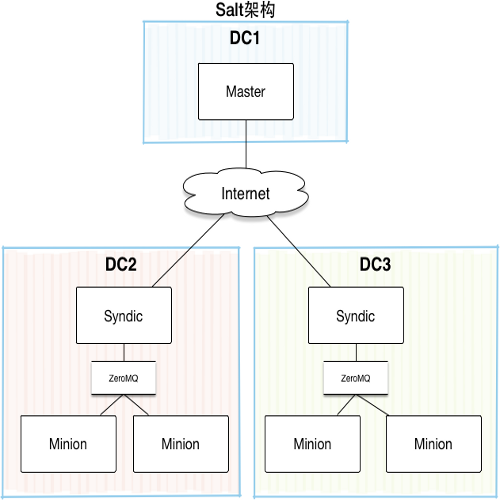 Salt架构
DC1
Master
Internet
DC2
Syndic
ZeroMQ
Minion
Minion
DC3
Syndic
ZeroMQ
Minion
Minion